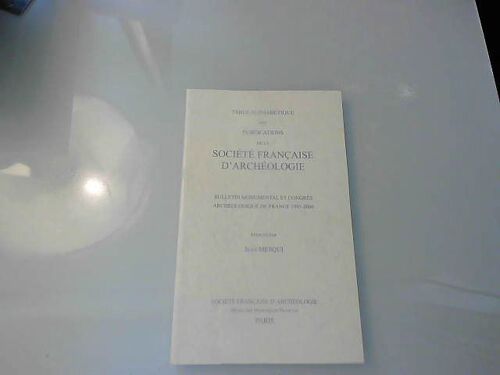 TABLE ALPHABÉTIQUE
DES
PUBLICATIONS
DE LA
SOCIÉTÉ FRANÇAISE
D'ARCHÉOLOGIE
BULLETIN MONUMENTAL ET CONGRÈS
ARCHÉOLOGIQUE DE FRANCE
Jean MESQUI
SOCIÉTÉ FRANÇAISE D'ARCHÉOLOGIE
PARIS